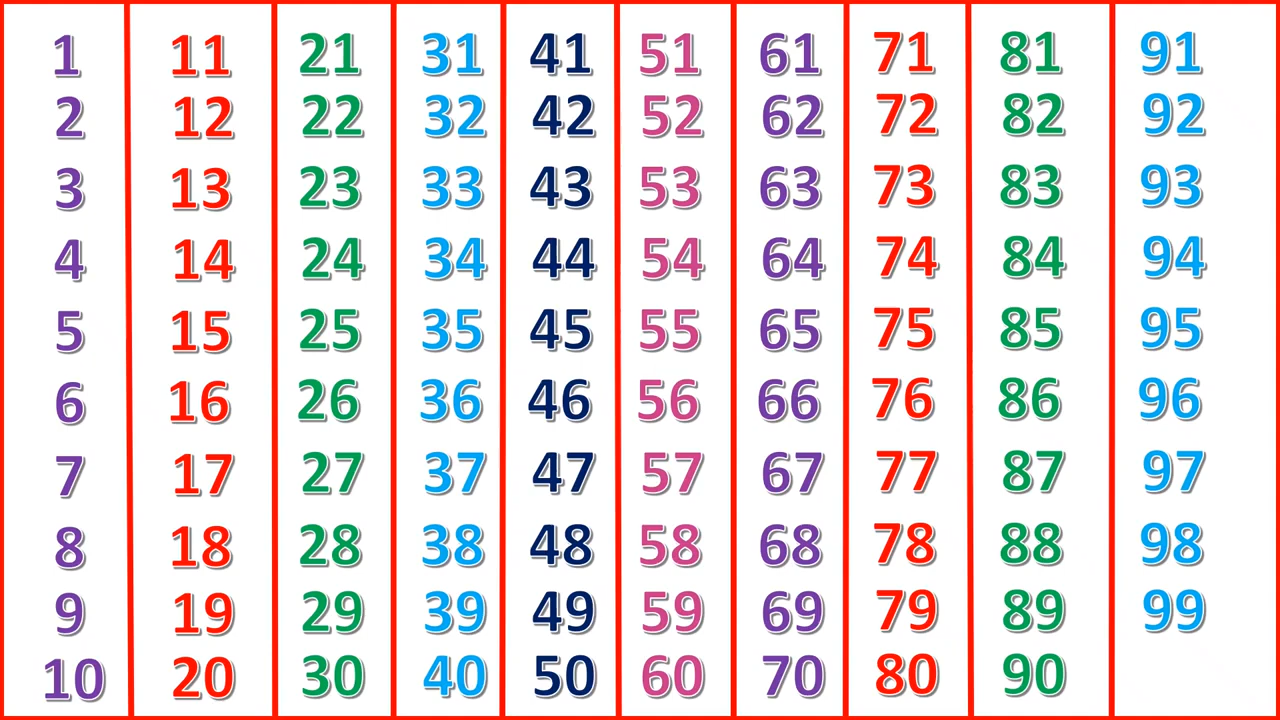 1 11 21 31 41 51 61 71 81 91
2 12 22 32 42 52 62 72 82 92
3 13 23 33 43 53 63 73 83 93
4 14 24 34 44 54 64 74 84 94
5 15 25 35 45 55 65 75 85 95
6 16 26 36 46 56 66 76 86 96
7 17 27 37 47 57 67 77 87 97
8 18 28 38 48 58 68 78 88 98
9 19 29 39 49 59 69 79 89 99
10 20 30 40 50 60 70 80 90